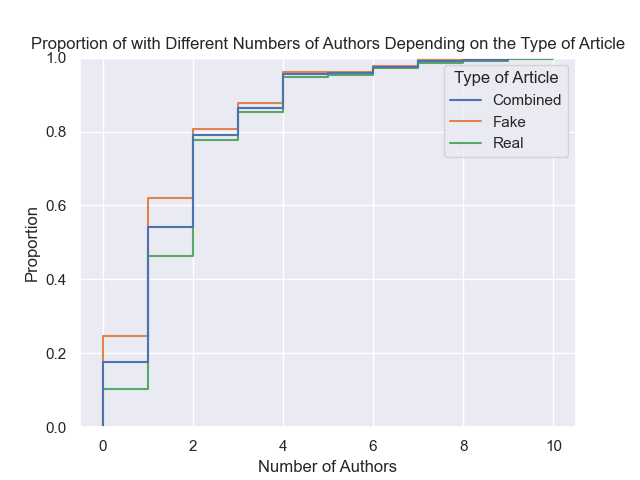 Proportion of with Different Numbers of Authors Depending on the Type of Article
1.0
0.8
0.6
0.4
0.2
0.0
Proportion
Type of Article
Combined
Fake
Real
0 2 4 6 8 10
Number of Authors